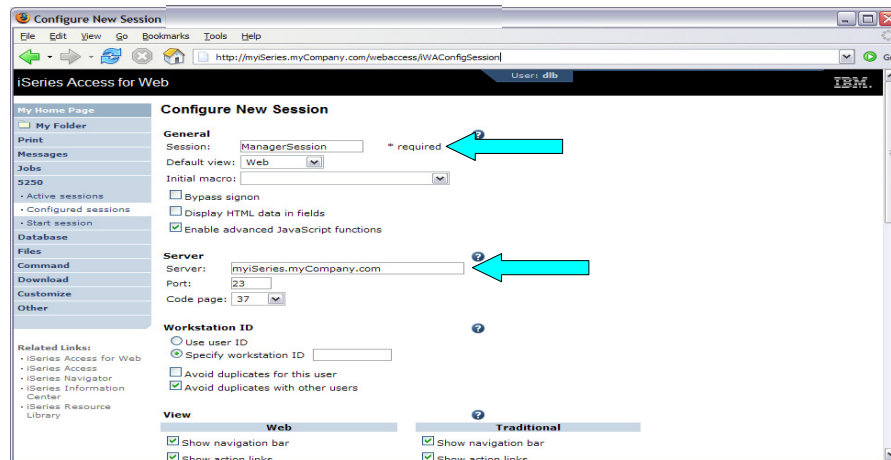 Configure New Session
File Edit View Go Bookmarks Tools Help
http://myiSeries.myCompany.com/webaccess/iWAConfigSession
iSeries Access for Web
User: dlb
IBM.
My Home Page
My Folder
Print
Messages
Jobs
5250
• Active sessions
• Configured sessions
• Start session
Database
Files
Command
Download
Customize
Other
Related Links:
• iSeries Access for Web
• iSeries Access
• iSeries Navigator
• iSeries Information
Center
• iSeries Resource
Library
Configure New Session
General
Session: ManagerSession * required
Default view: Web
Initial macro:
Bypass signon
Display HTML data in fields
Enable advanced JavaScript functions
Server
Server: myiSeries.myCompany.com
Port: 23
Code page: 37
Workstation ID
Use user ID
Specify workstation ID
Avoid duplicates for this user
Avoid duplicates with other users
View
Web Traditional
Show navigation bar Show navigation bar
Show action links Show action links